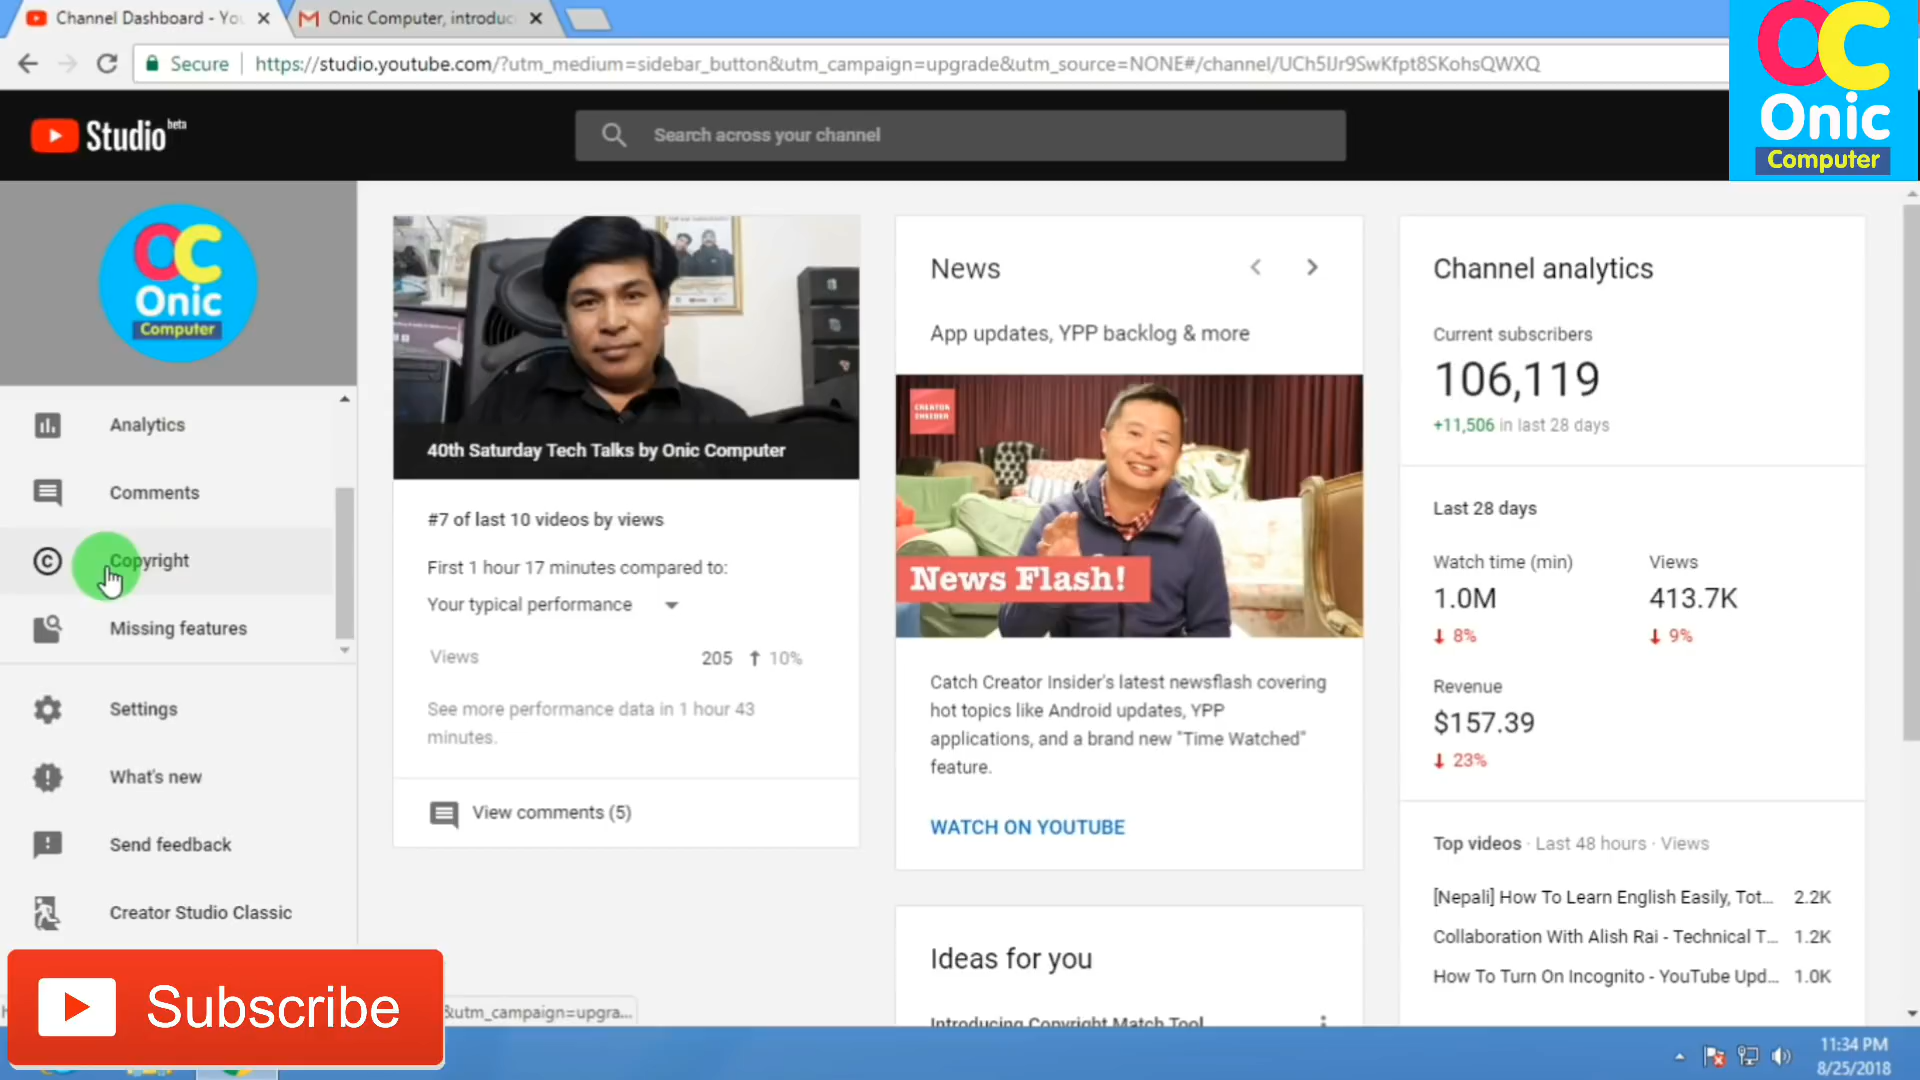 Channel Dashboard - Yo
Onic Computer, introduc
Secure
https://studio.youtube.com/?utm_medium=sidebar_button&utm_campaign=upgrade&utm_source=NONE#/channel/UCh5IJr9SwKfpt8SKohsQWXQ
OC
Onic
Computer
Studio beta
Search across your channel
OC
Onic
Computer
Analytics
Comments
Copyright
Missing features
Settings
What's new
Send feedback
Creator Studio Classic
Subscribe
40th Saturday Tech Talks by Onic Computer
#7 of last 10 videos by views
First 1 hour 17 minutes compared to:
Your typical performance
Views 205 10%
See more performance data in 1 hour 43
minutes.
View comments (5)
&utm_campaign=upgra...
News
App updates, YPP backlog & more
CREATOR
INSIDER
News Flash!
Catch Creator Insider's latest newsflash covering
hot topics like Android updates, YPP
applications, and a brand new "Time Watched"
feature.
WATCH ON YOUTUBE
Ideas for you
Introducing Copyright Match Tool
Channel analytics
Current subscribers
106,119
+11,506 in last 28 days
Last 28 days
Watch time (min) Views
1.0M 413.7K
8% 9%
Revenue
$157.39
23%
Top videos · Last 48 hours · Views
[Nepali] How To Learn English Easily, Tot... 2.2K
Collaboration With Alish Rai - Technical T... 1.2K
How To Turn On Incognito - YouTube Upd... 1.0K
11:34 PM
8/25/2018